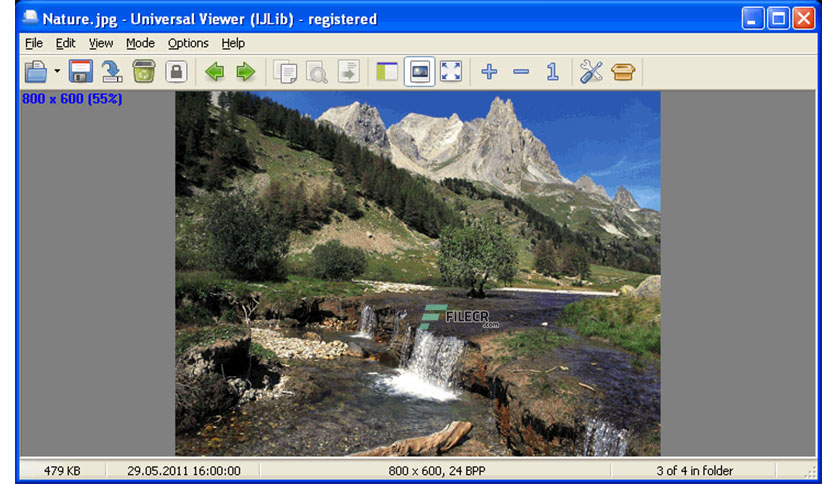 Nature.jpg - Universal Viewer (IJLib) - registered
File Edit View Mode Options Help
1
800 x 600 (55%)
FILECR
.com
479 KB 29.05.2011 16:00:00 800 x 600, 24 BPP 3 of 4 in folder